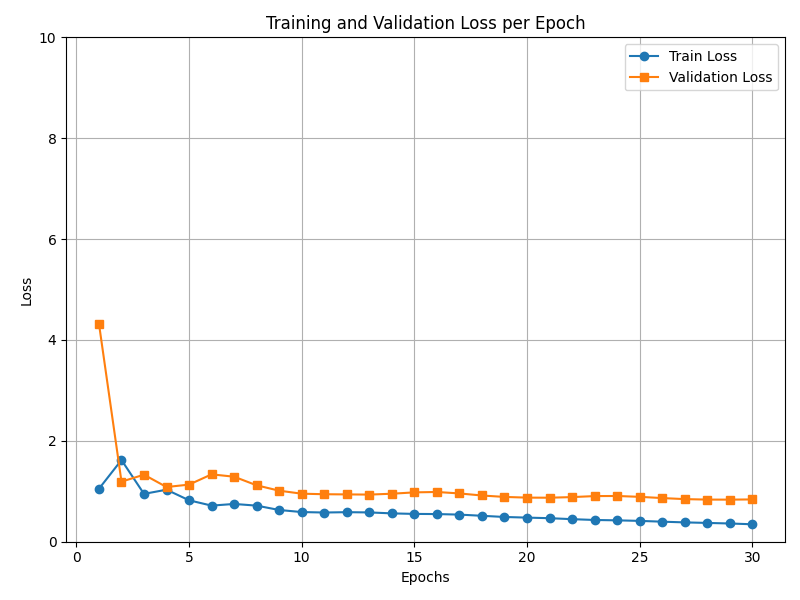 Training and Validation Loss per Epoch
10
8
6
4
2
0
Loss
Train Loss
Validation Loss
0 5 10 15 20 25 30
Epochs